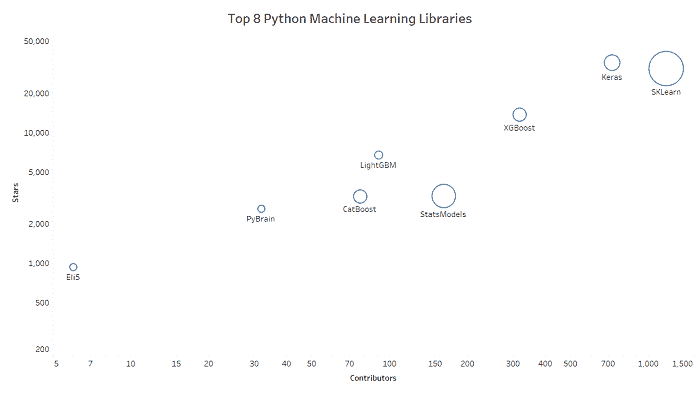 Top 8 Python Machine Learning Libraries
50,000
Keras
SKLearn
20,000
XGBoost
10,000
LightGBM
5,000
Stars
CatBoost
StatsModels
PyBrain
2,000
1,000
Eli5
500
200
5 7 10 15 20 30 40 50 70 100 150 200 300 400 500 700 1,000 1,500
Contributors